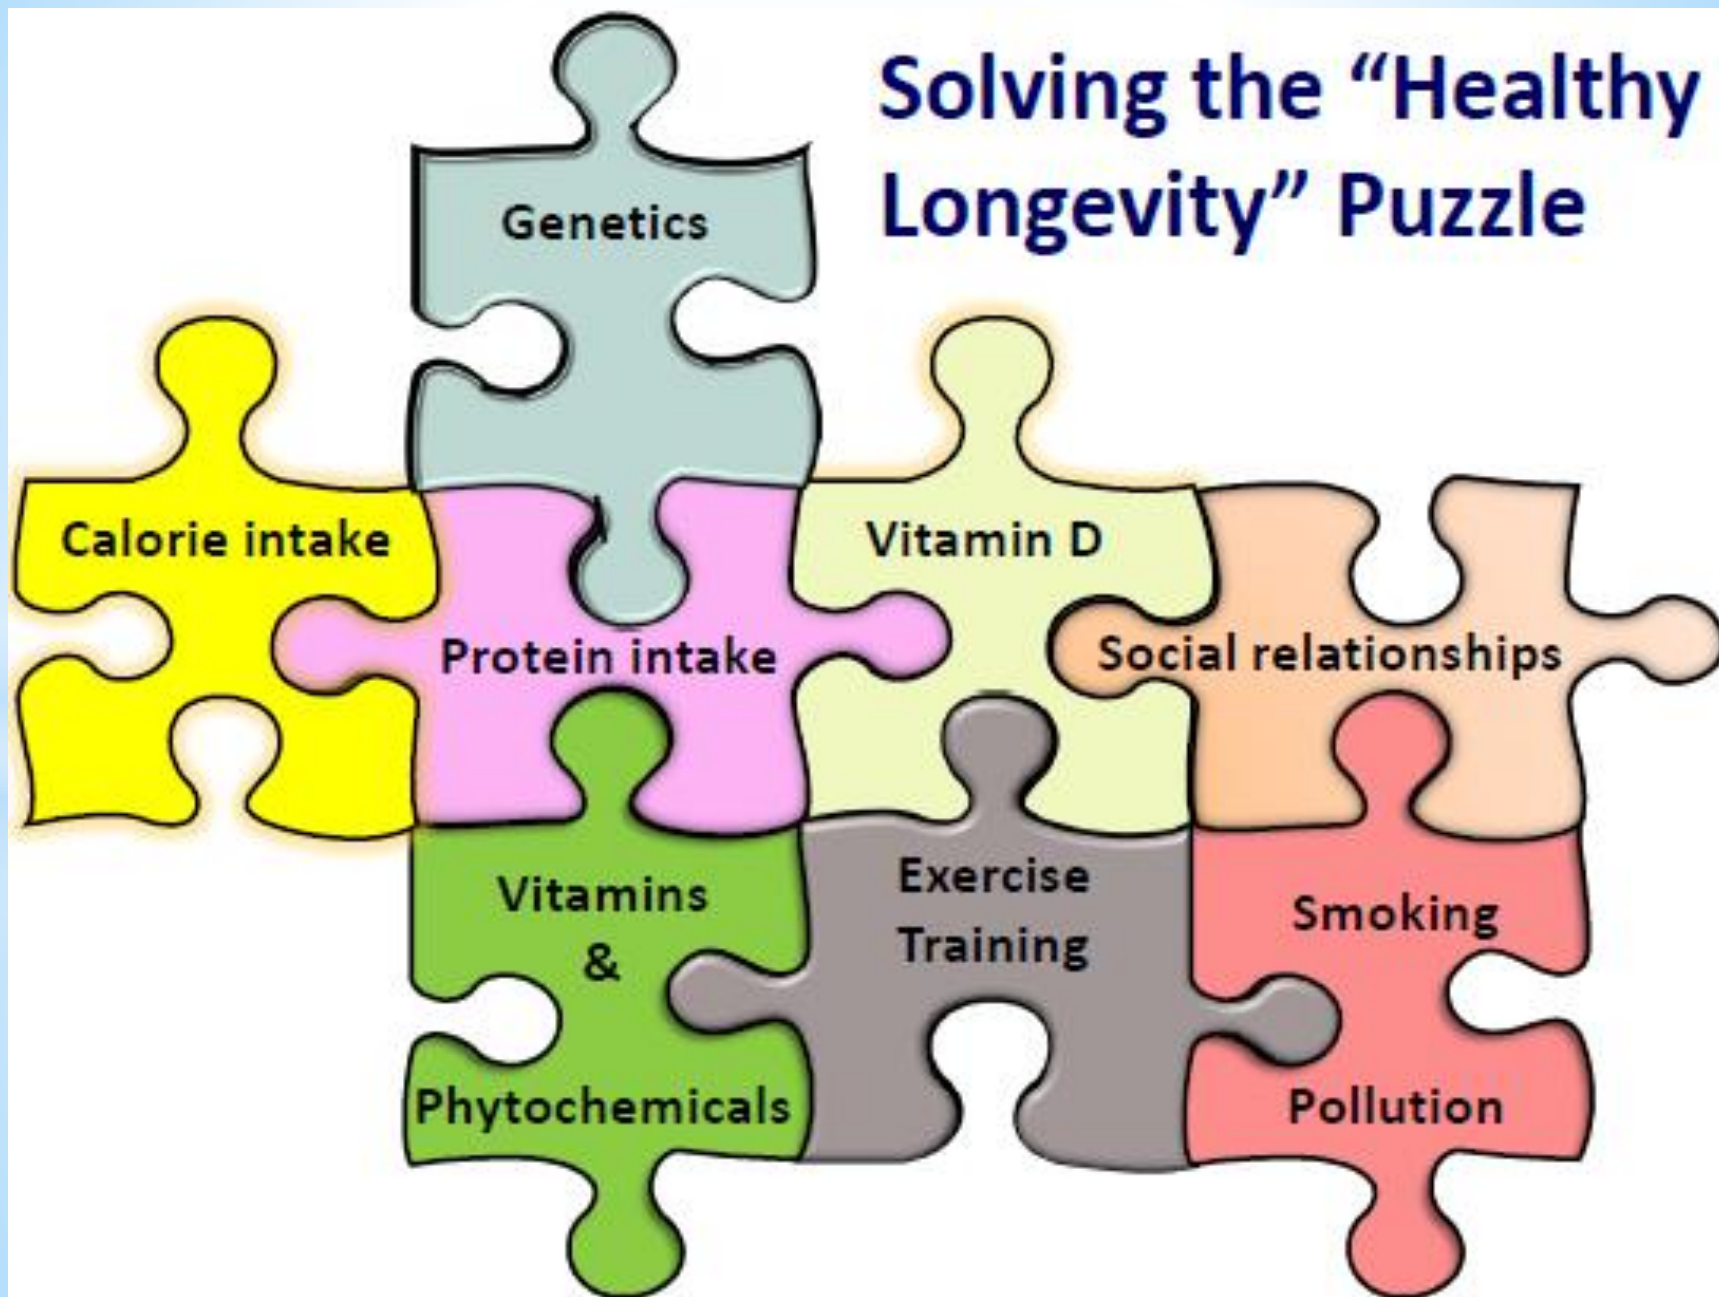 Solving the “Healthy
Longevity” Puzzle
Genetics
Calorie intake
Protein intake
Vitamin D
Social relationships
Vitamins
&
Phytochemicals
Exercise
Training
Smoking
Pollution